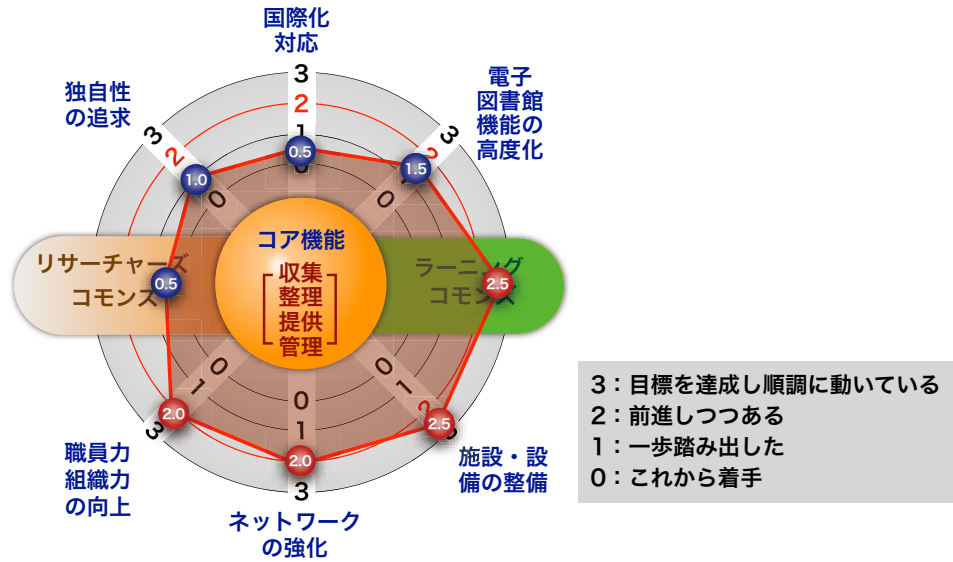 国際化
対応
3
2
1
0.5
0
電子
図書館
機能の
高度化
3
2
1.5
0
独自性
の追求
3
2
1.0
0
リサーチャーズ
コモンズ
0.5
コア機能
収集
整理
提供
管理
ラーニング
コモンズ
2.5
0
1
2.0
3
職員力
組織力
の向上
0
1
2.0
3
ネットワーク
の強化
0
1
2
2.5
施設・設
備の整備
3：目標を達成し順調に動いている
2：前進しつつある
1：一歩踏み出した
0：これから着手